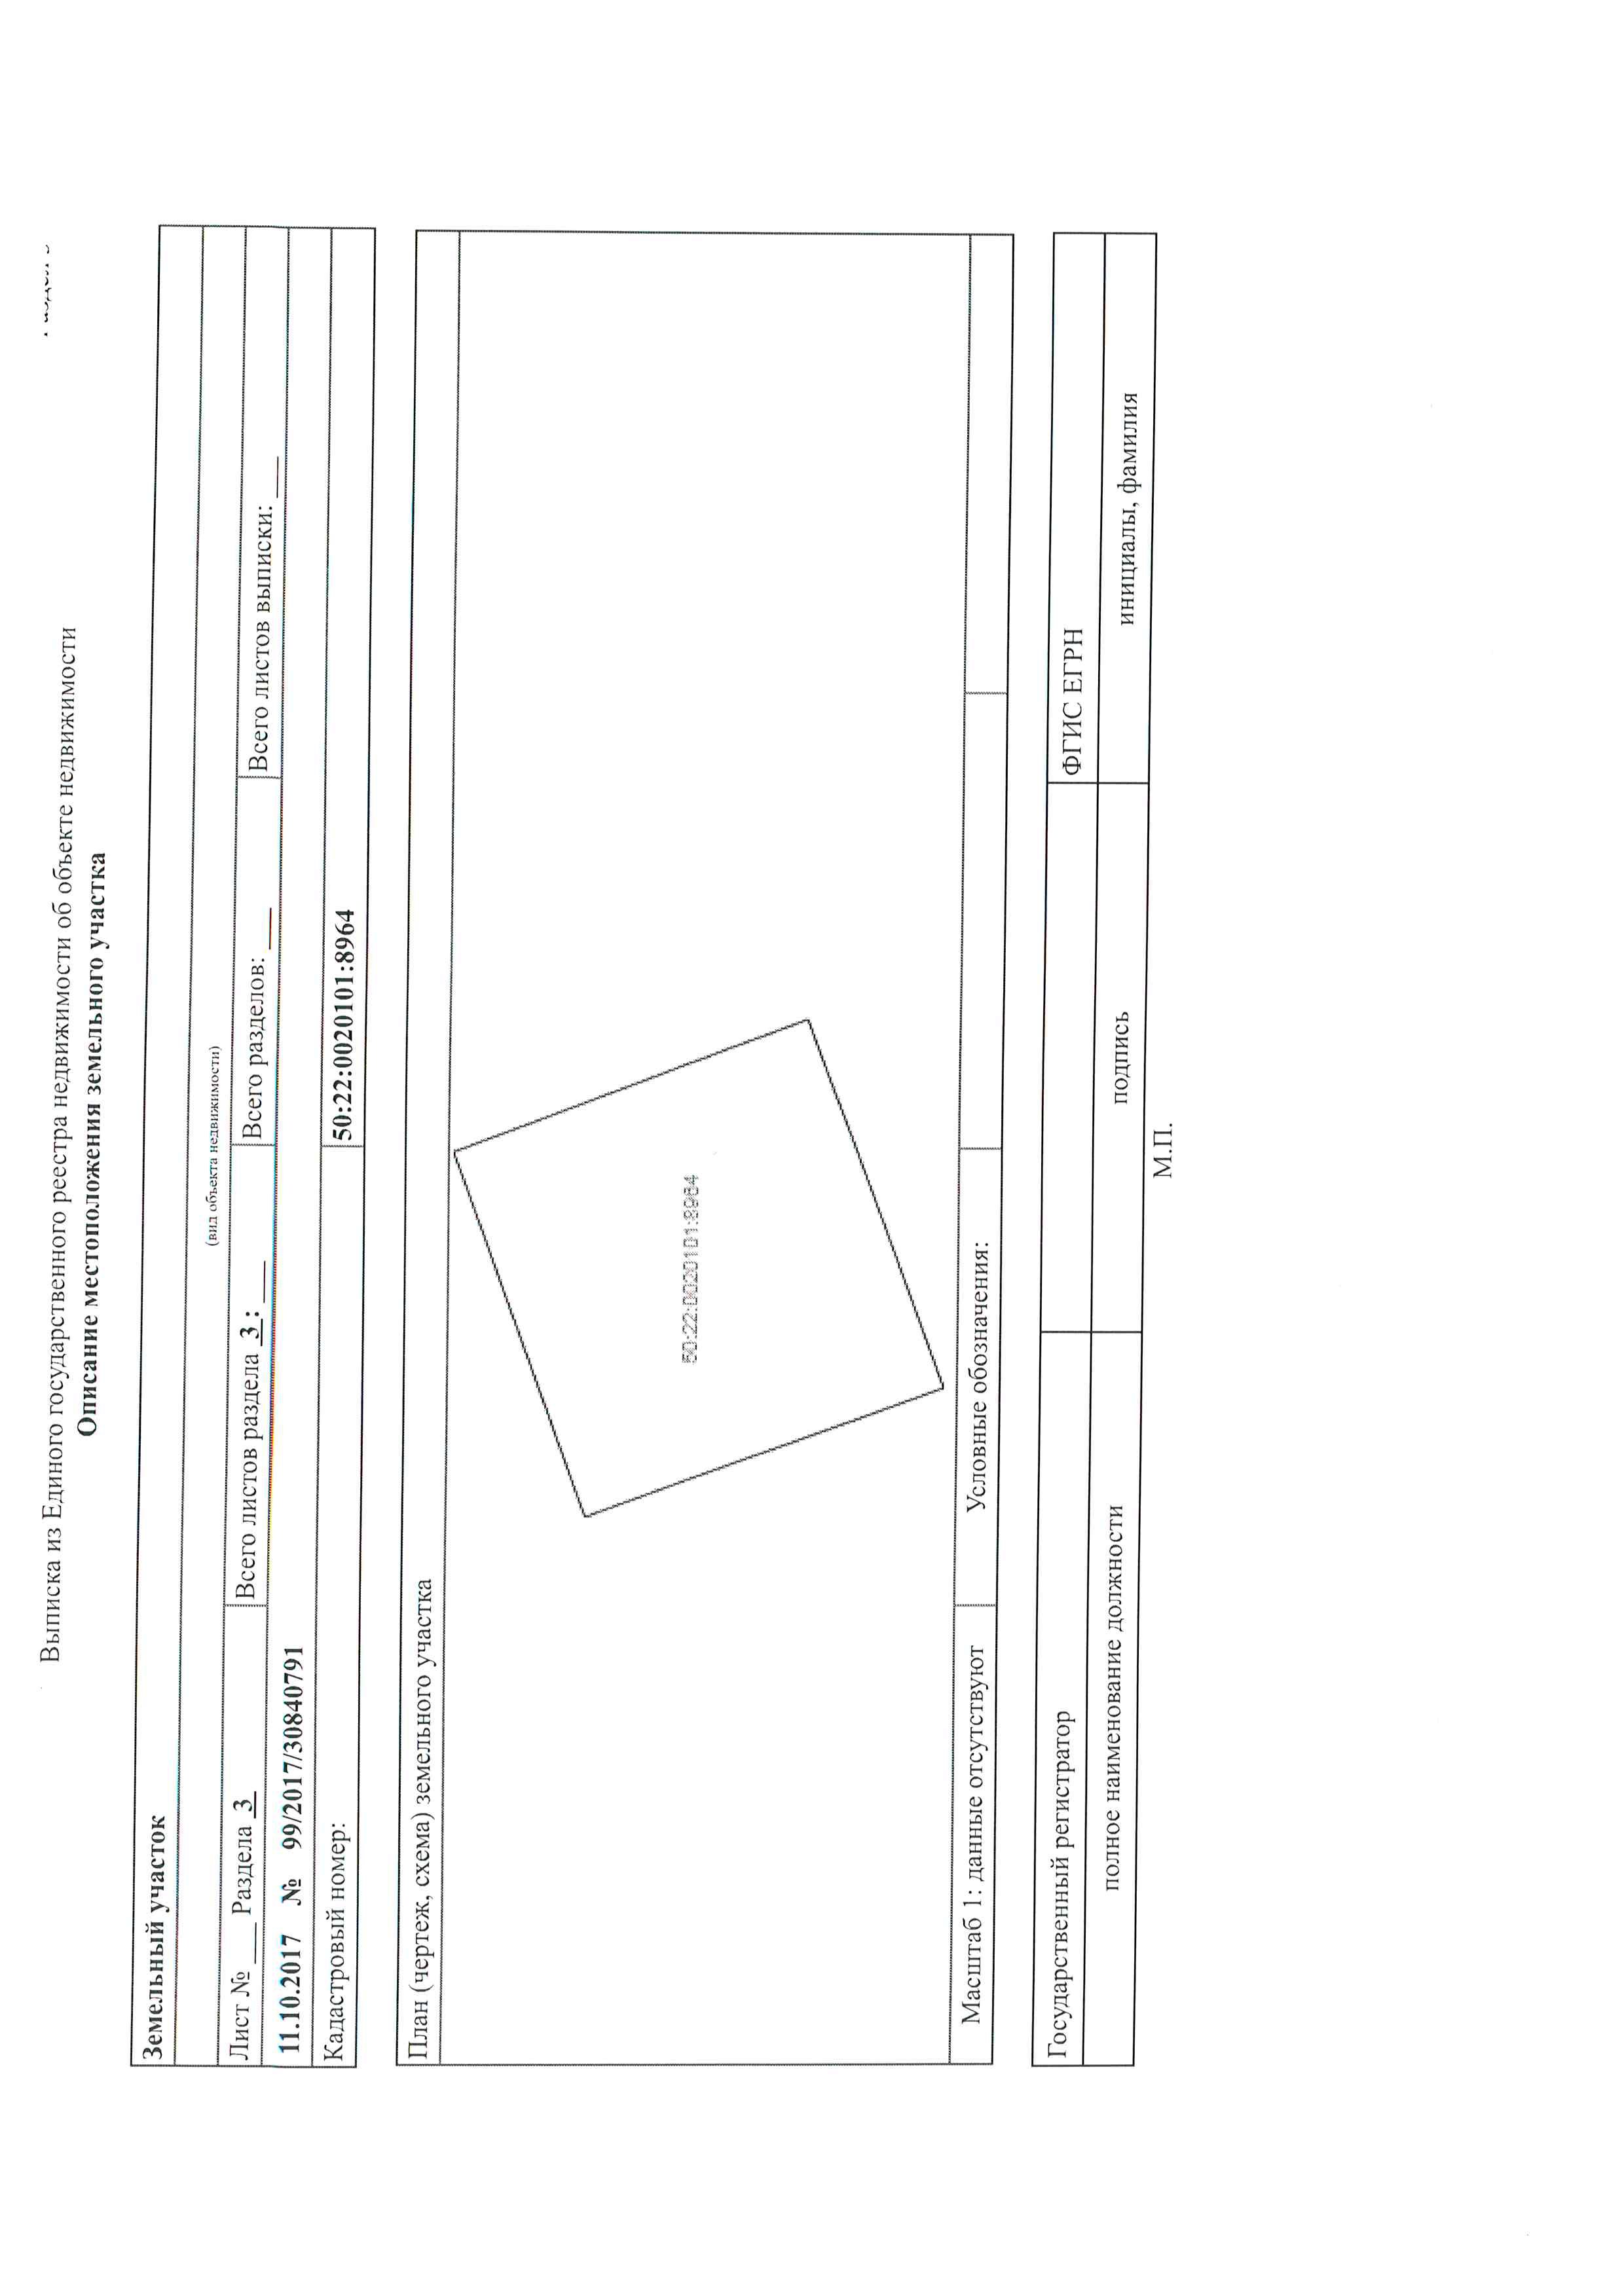 Выписка из Единого государственного реестра недвижимости об объекте недвижимости
Описание местоположения земельного участка
Земельный участок
(вид объекта недвижимости)
Лист № ___ Раздела 3 Всего листов раздела 3 : ___ Всего разделов: ___ Всего листов выписки: ___
11.10.2017 № 99/2017/30840791
Кадастровый номер: 50:22:0020101:8964
План (чертеж, схема) земельного участка
50:22:0020101:8964
Масштаб 1: данные отсутствуют Условные обозначения:
Государственный регистратор ФГИС ЕГРН
полное наименование должности подпись инициалы, фамилия
М.П.